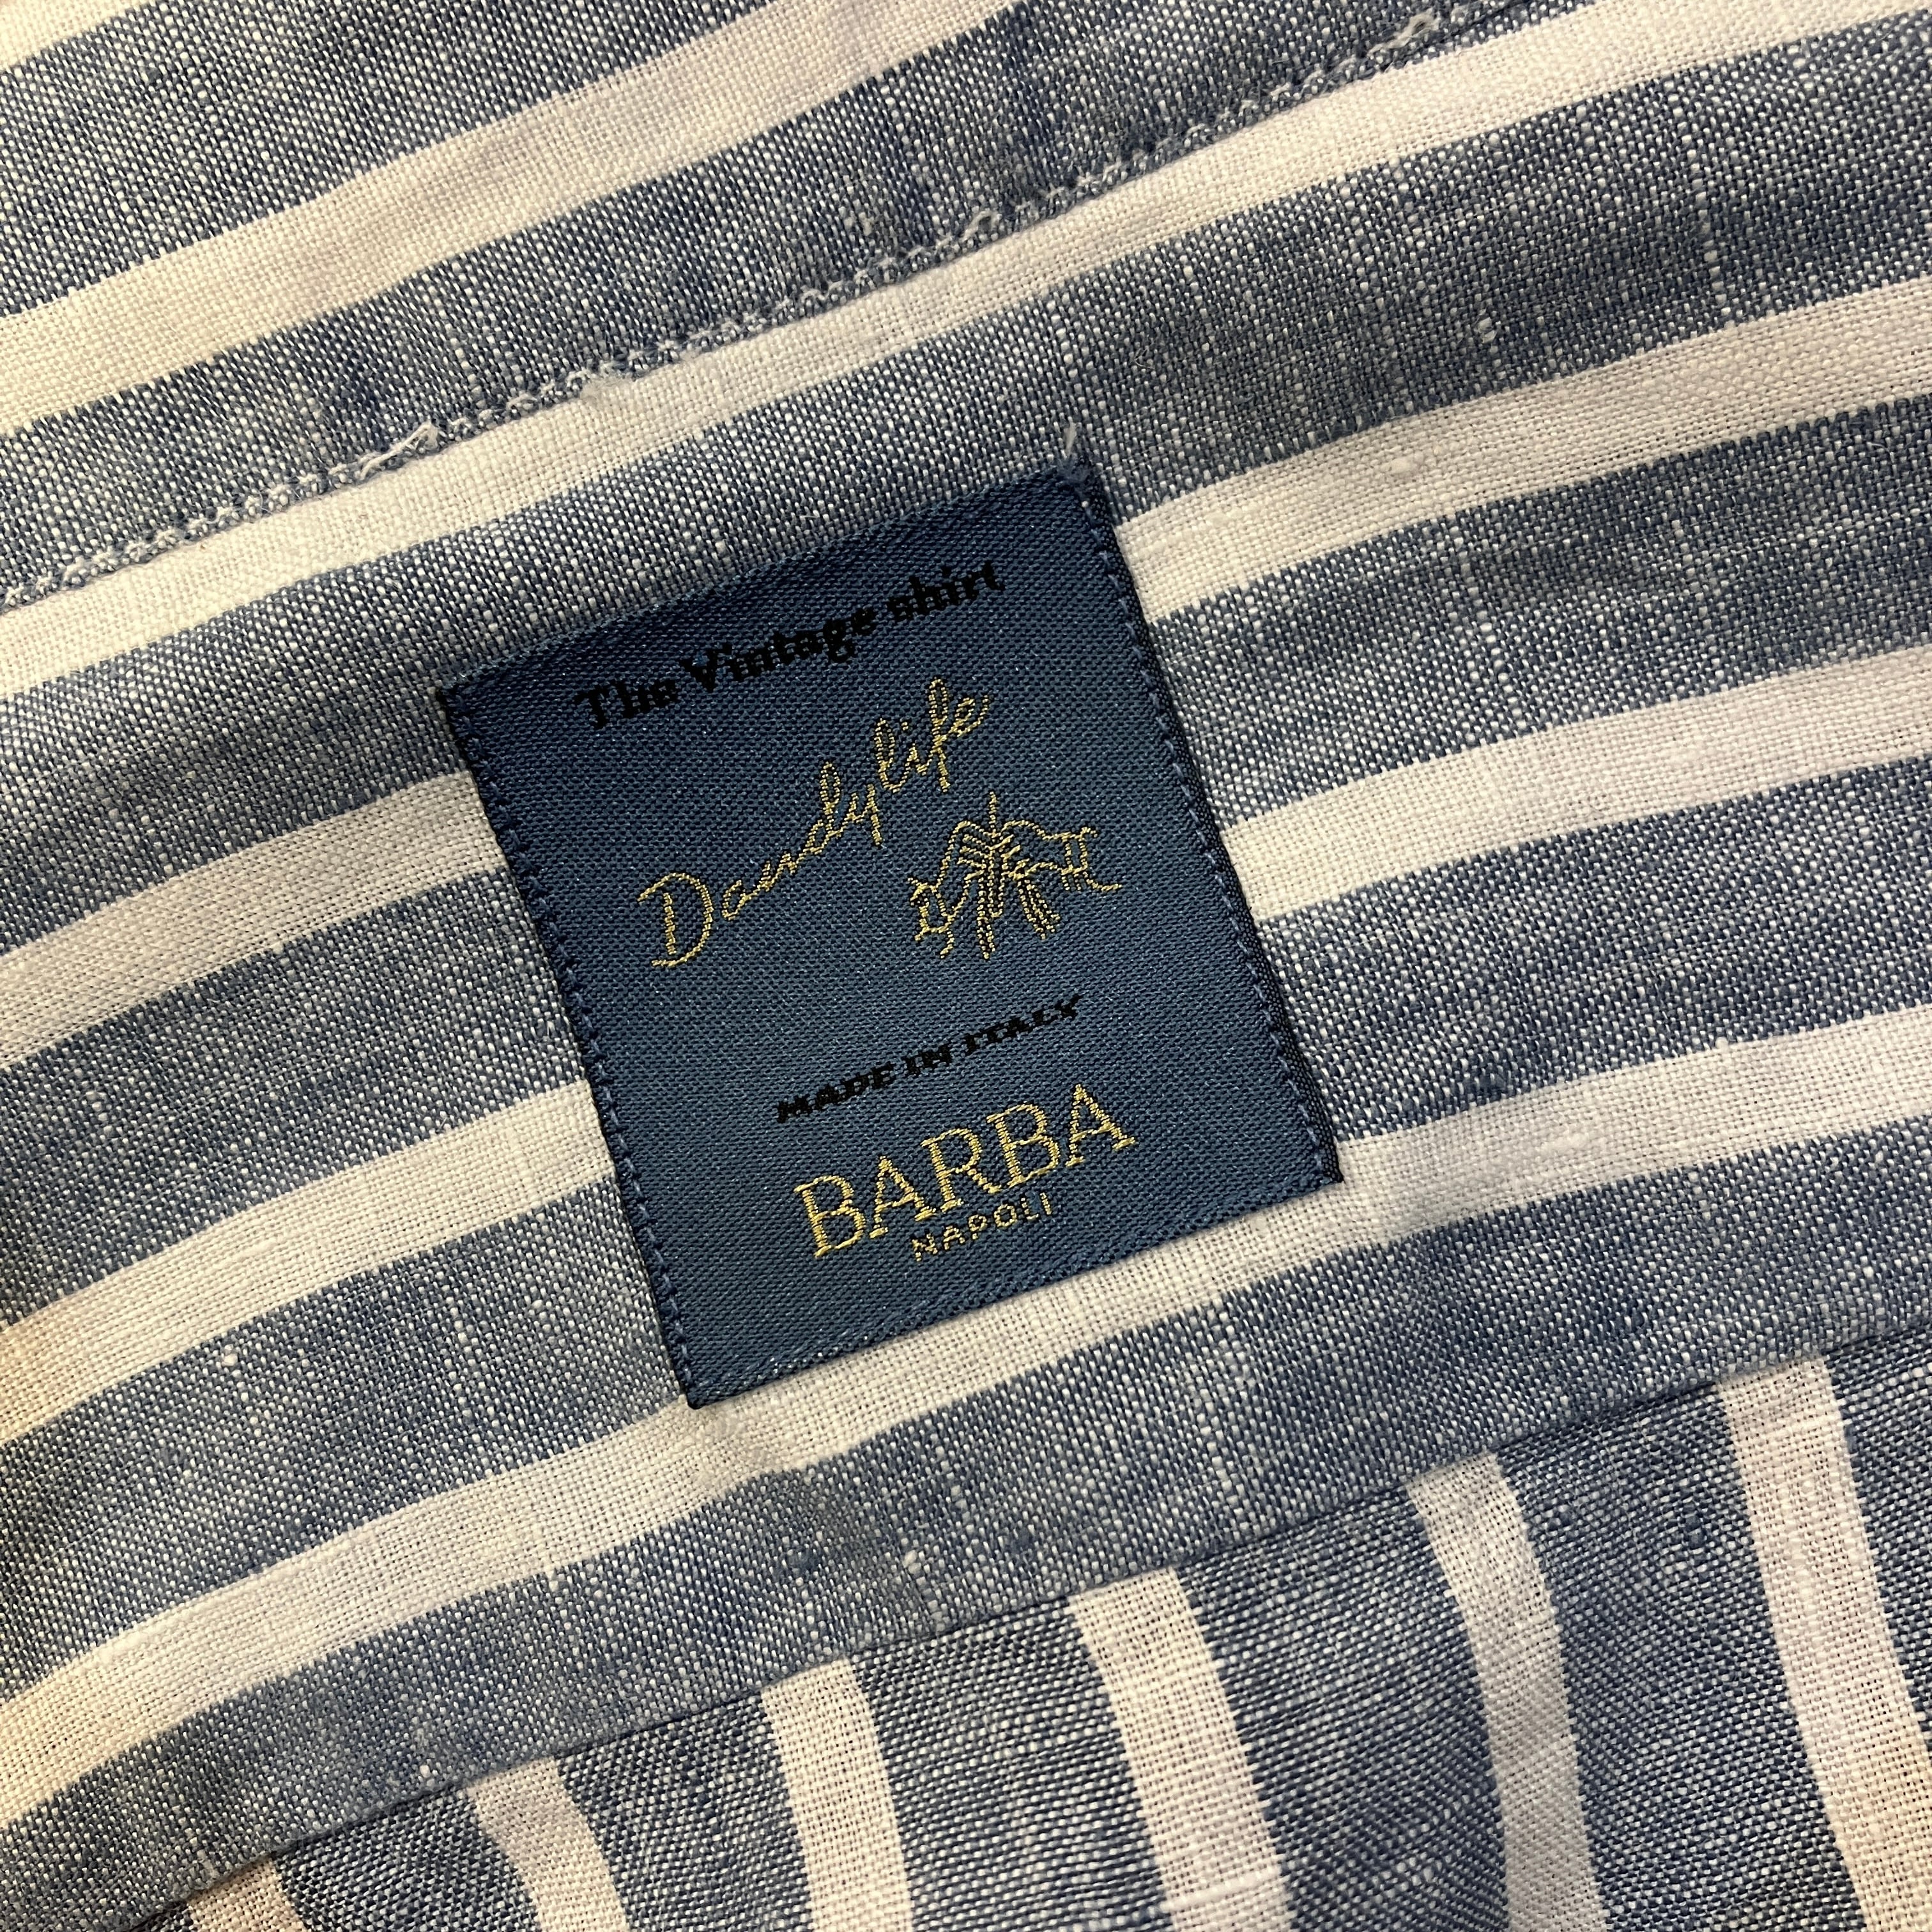 The Vintage shirt
Dandylife
MADE IN ITALY
BARBA
NAPOLI